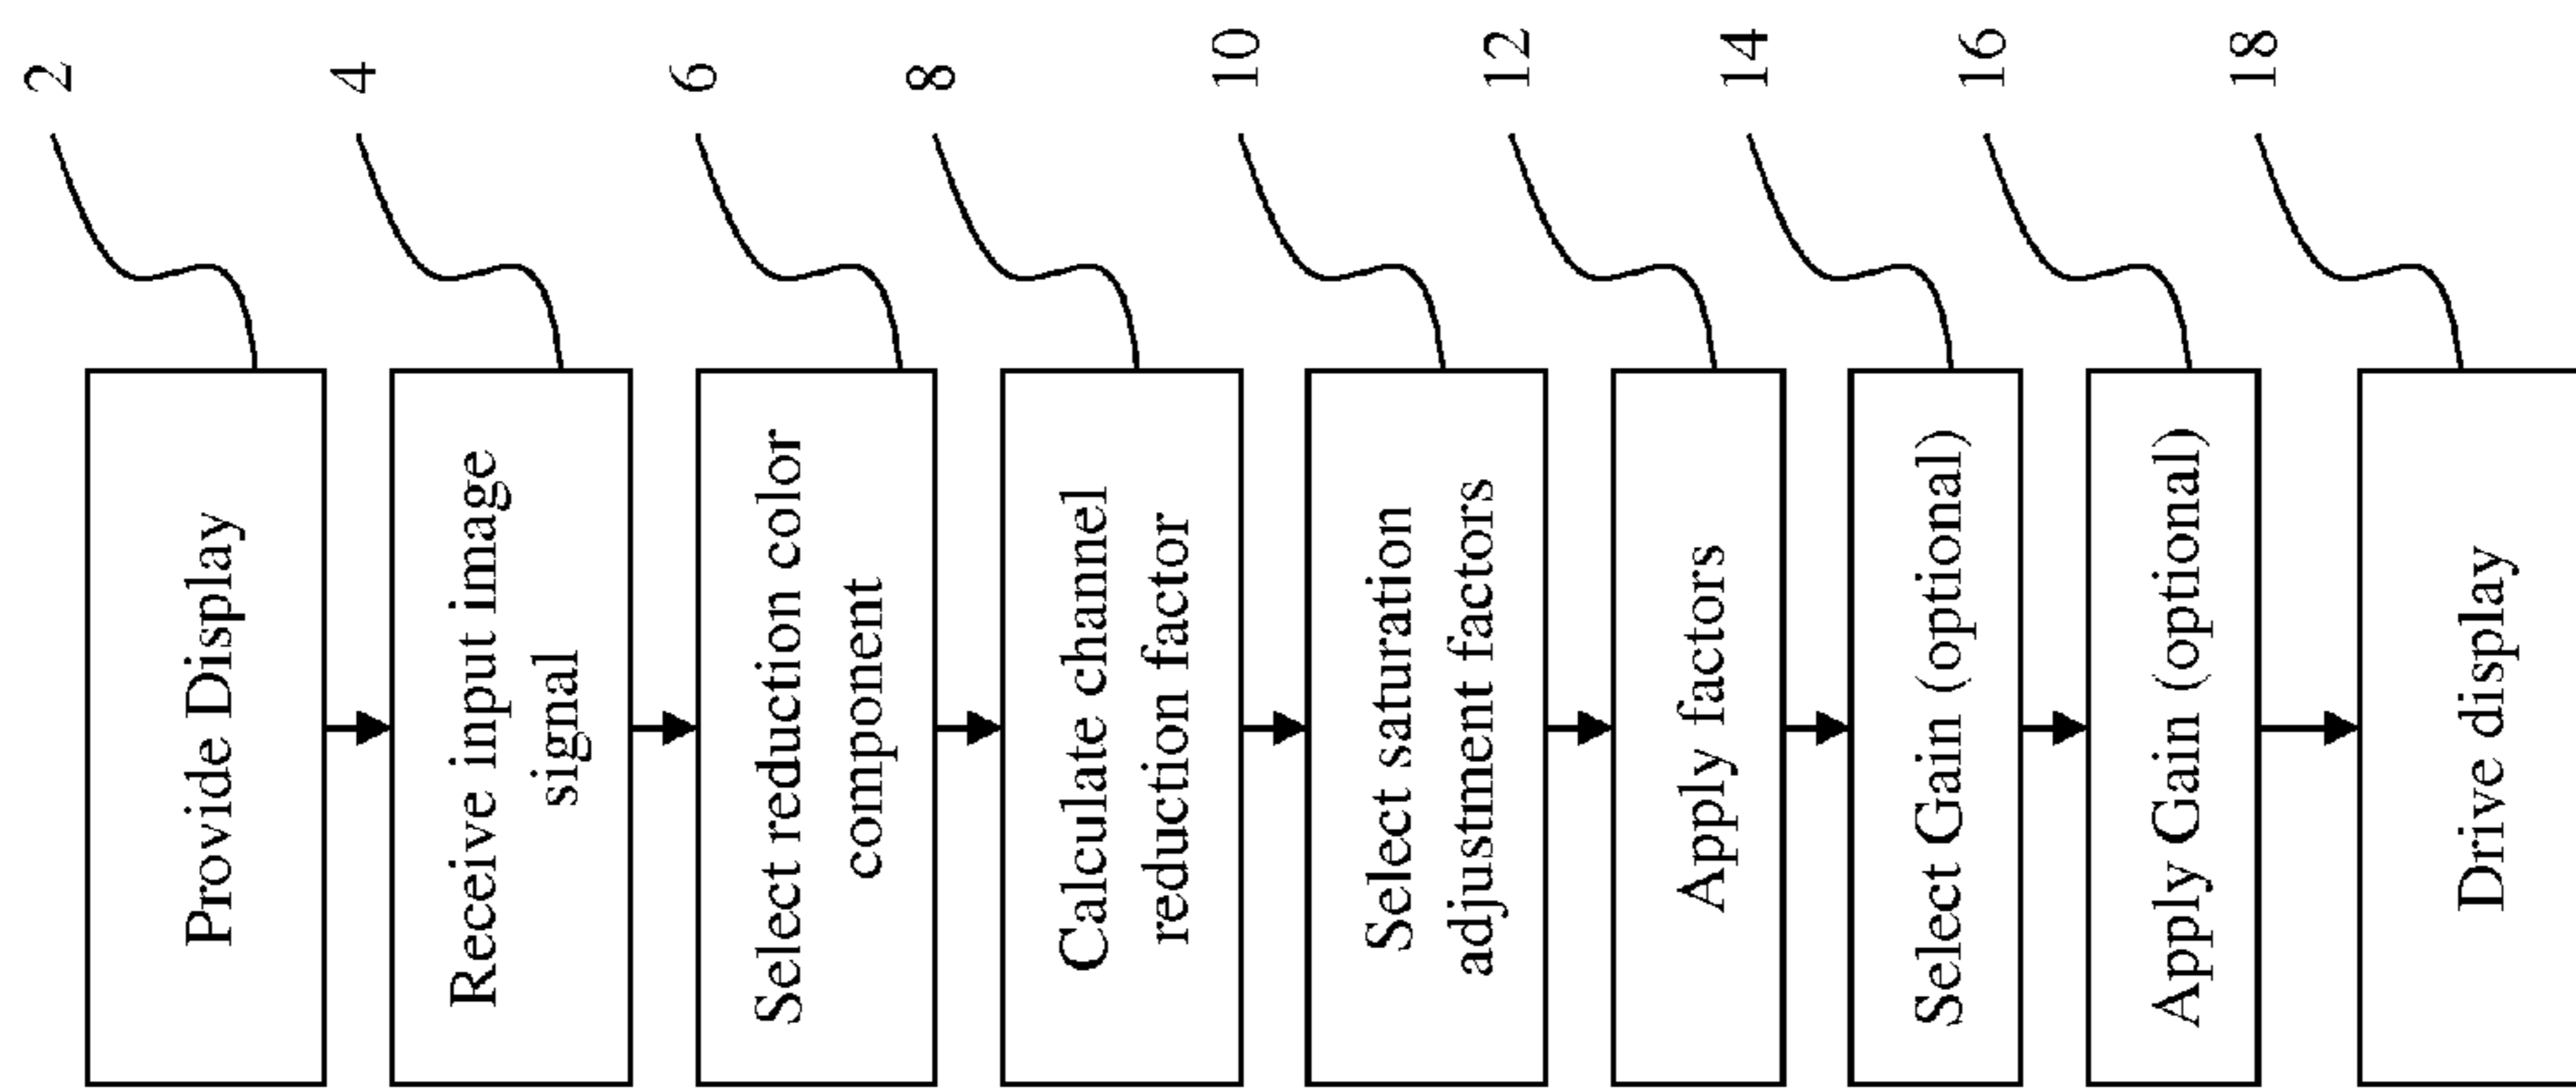 Provide Display
2
Receive input image
signal
4
Select reduction color
component
6
Calculate channel
reduction factor
8
Select saturation
adjustment factors
10
Apply factors
12
Select Gain (optional)
14
Apply Gain (optional)
16
Drive display
18